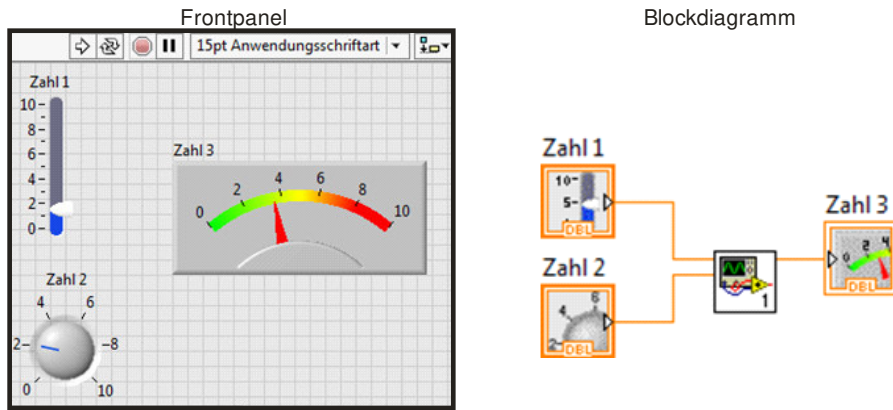 Frontpanel
Blockdiagramm
15pt Anwendungsschriftart
Zahl 1
10
8
6
4
2
0
Zahl 3
0 2 4 6 8 10
Zahl 2
4 6
2 8
0 10
Zahl 1
10
5
DBL
Zahl 2
6
4
2
DBL
1
Zahl 3
0 2 4
DBL